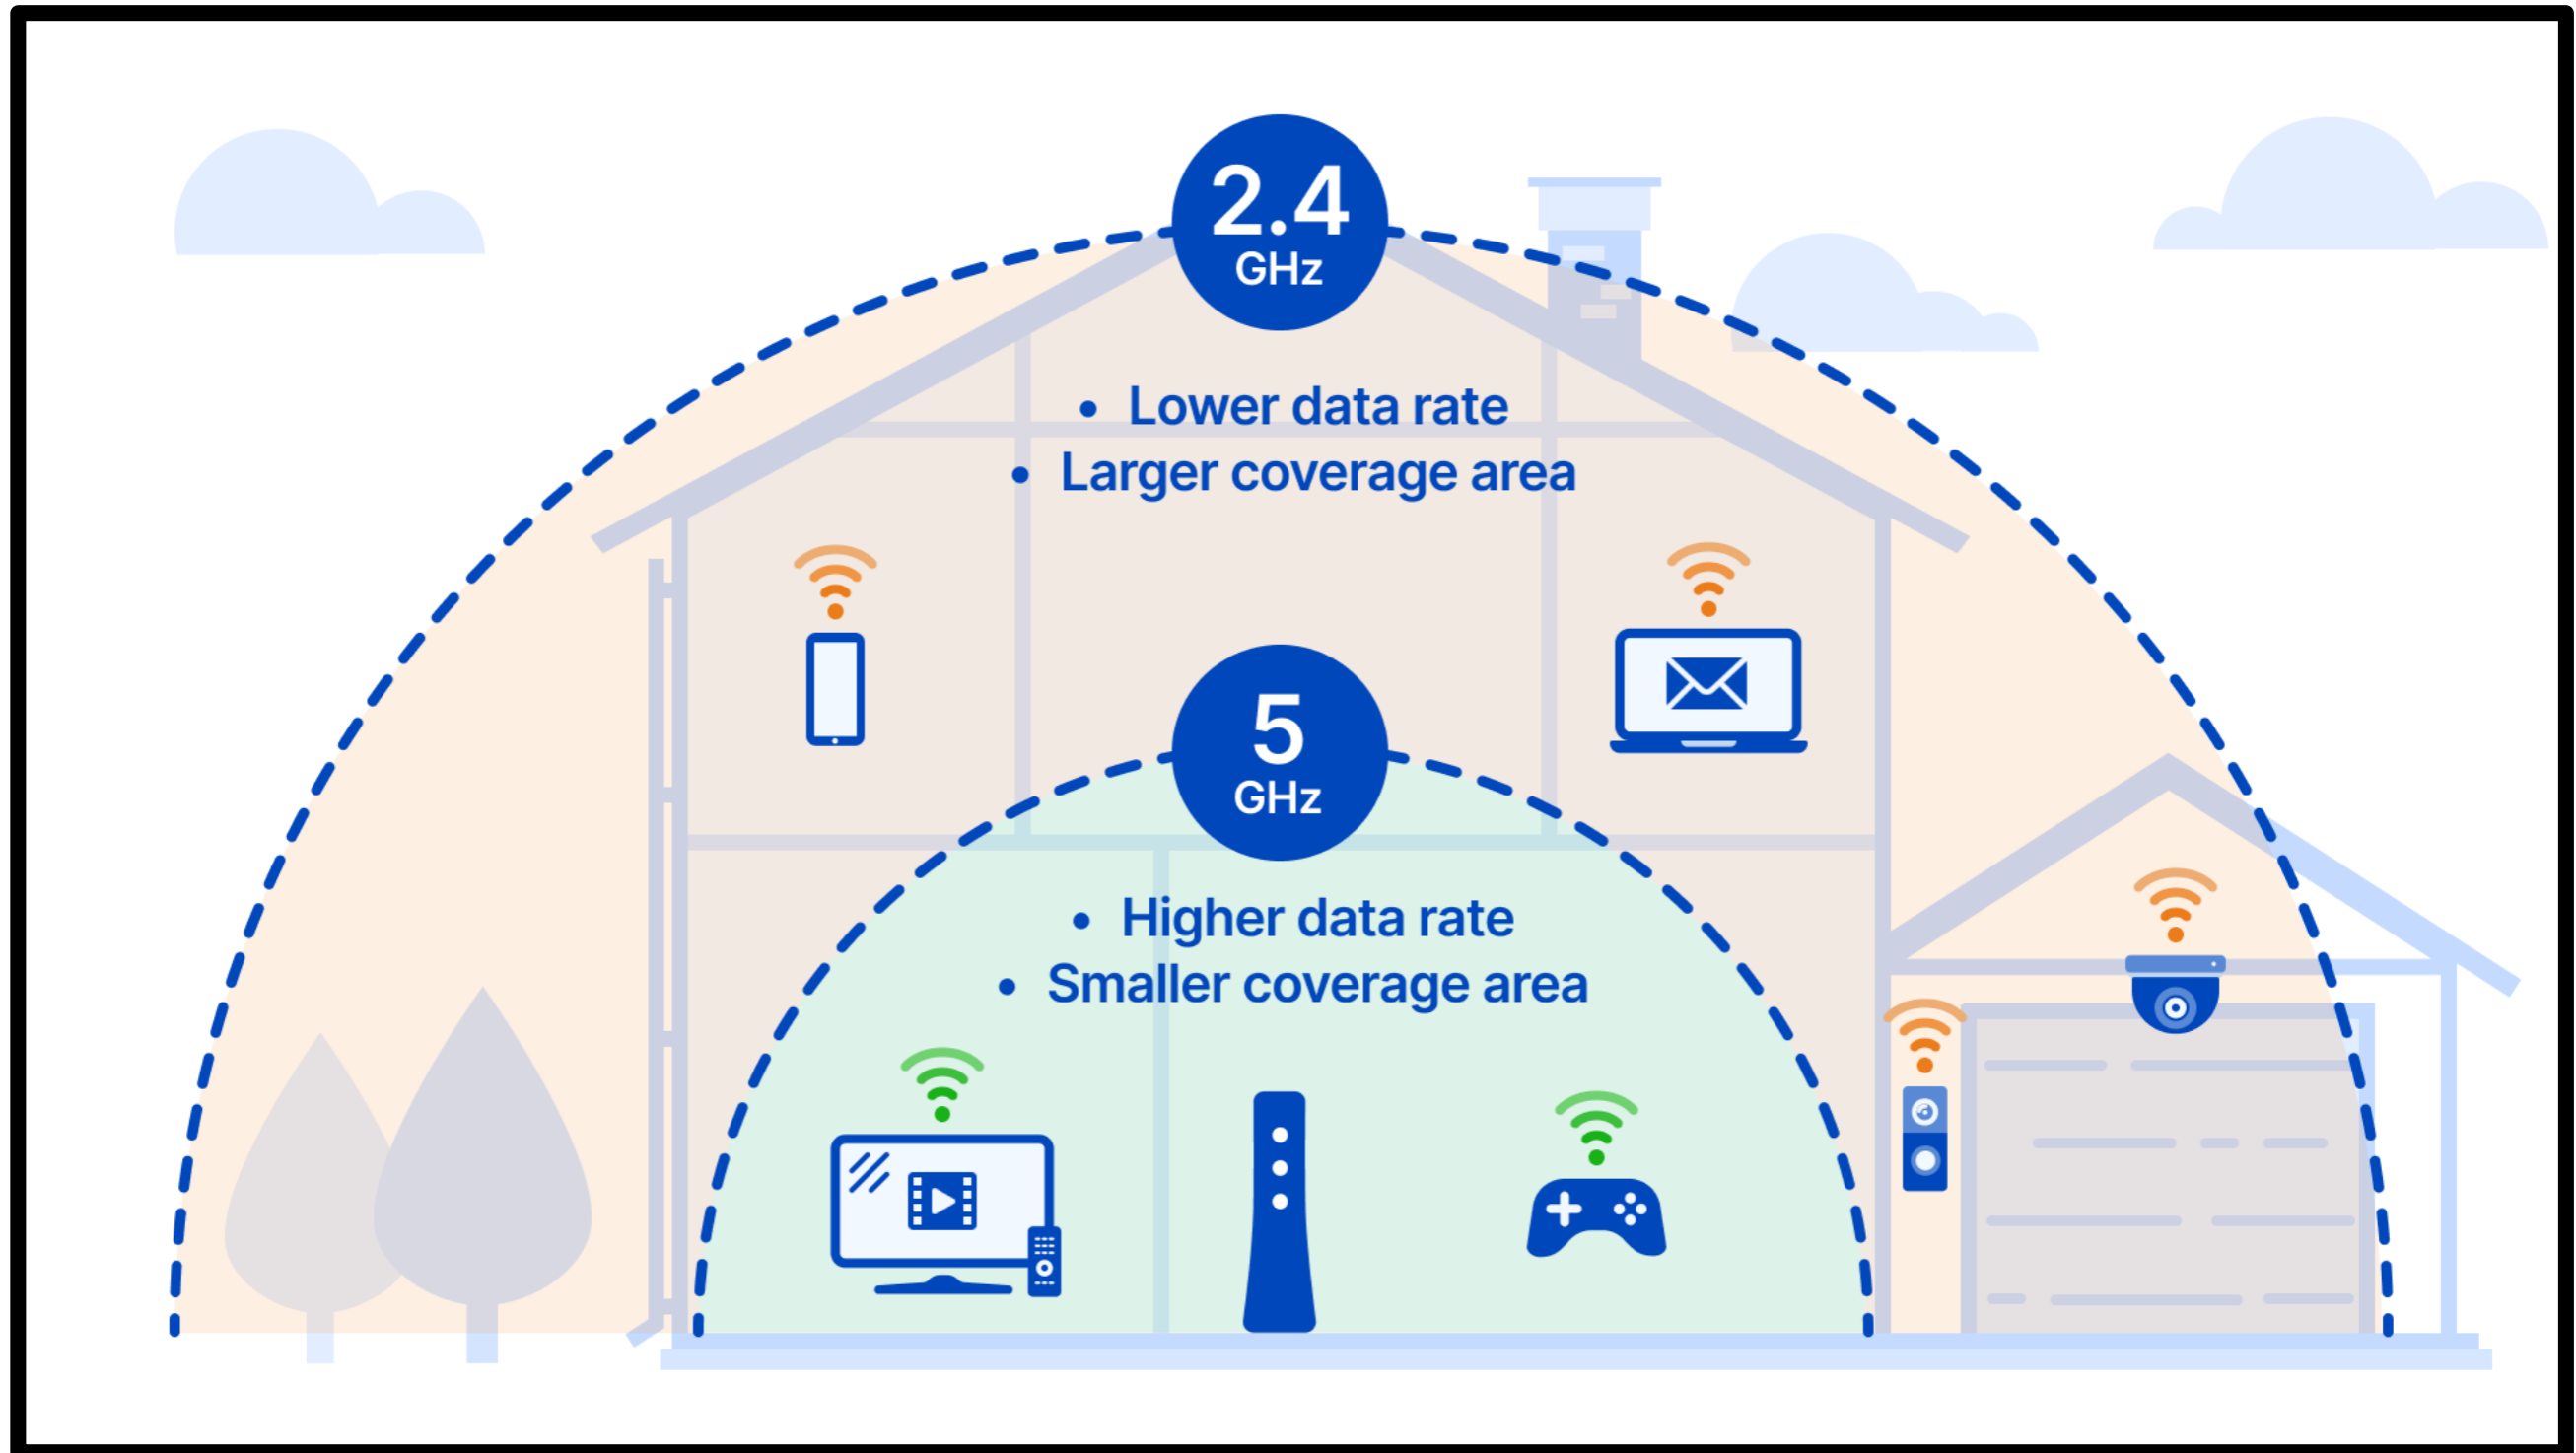 2.4
GHz
• Lower data rate
• Larger coverage area
5
GHz
• Higher data rate
• Smaller coverage area